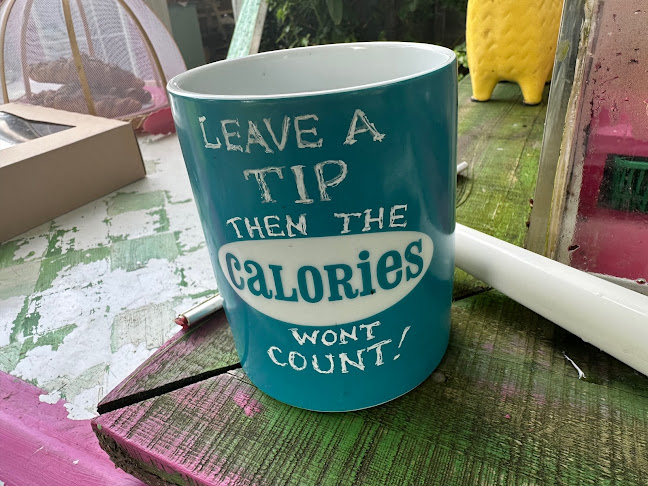 LEAVE A
TIP
THEN THE
CALORIES
WONT
COUNT!